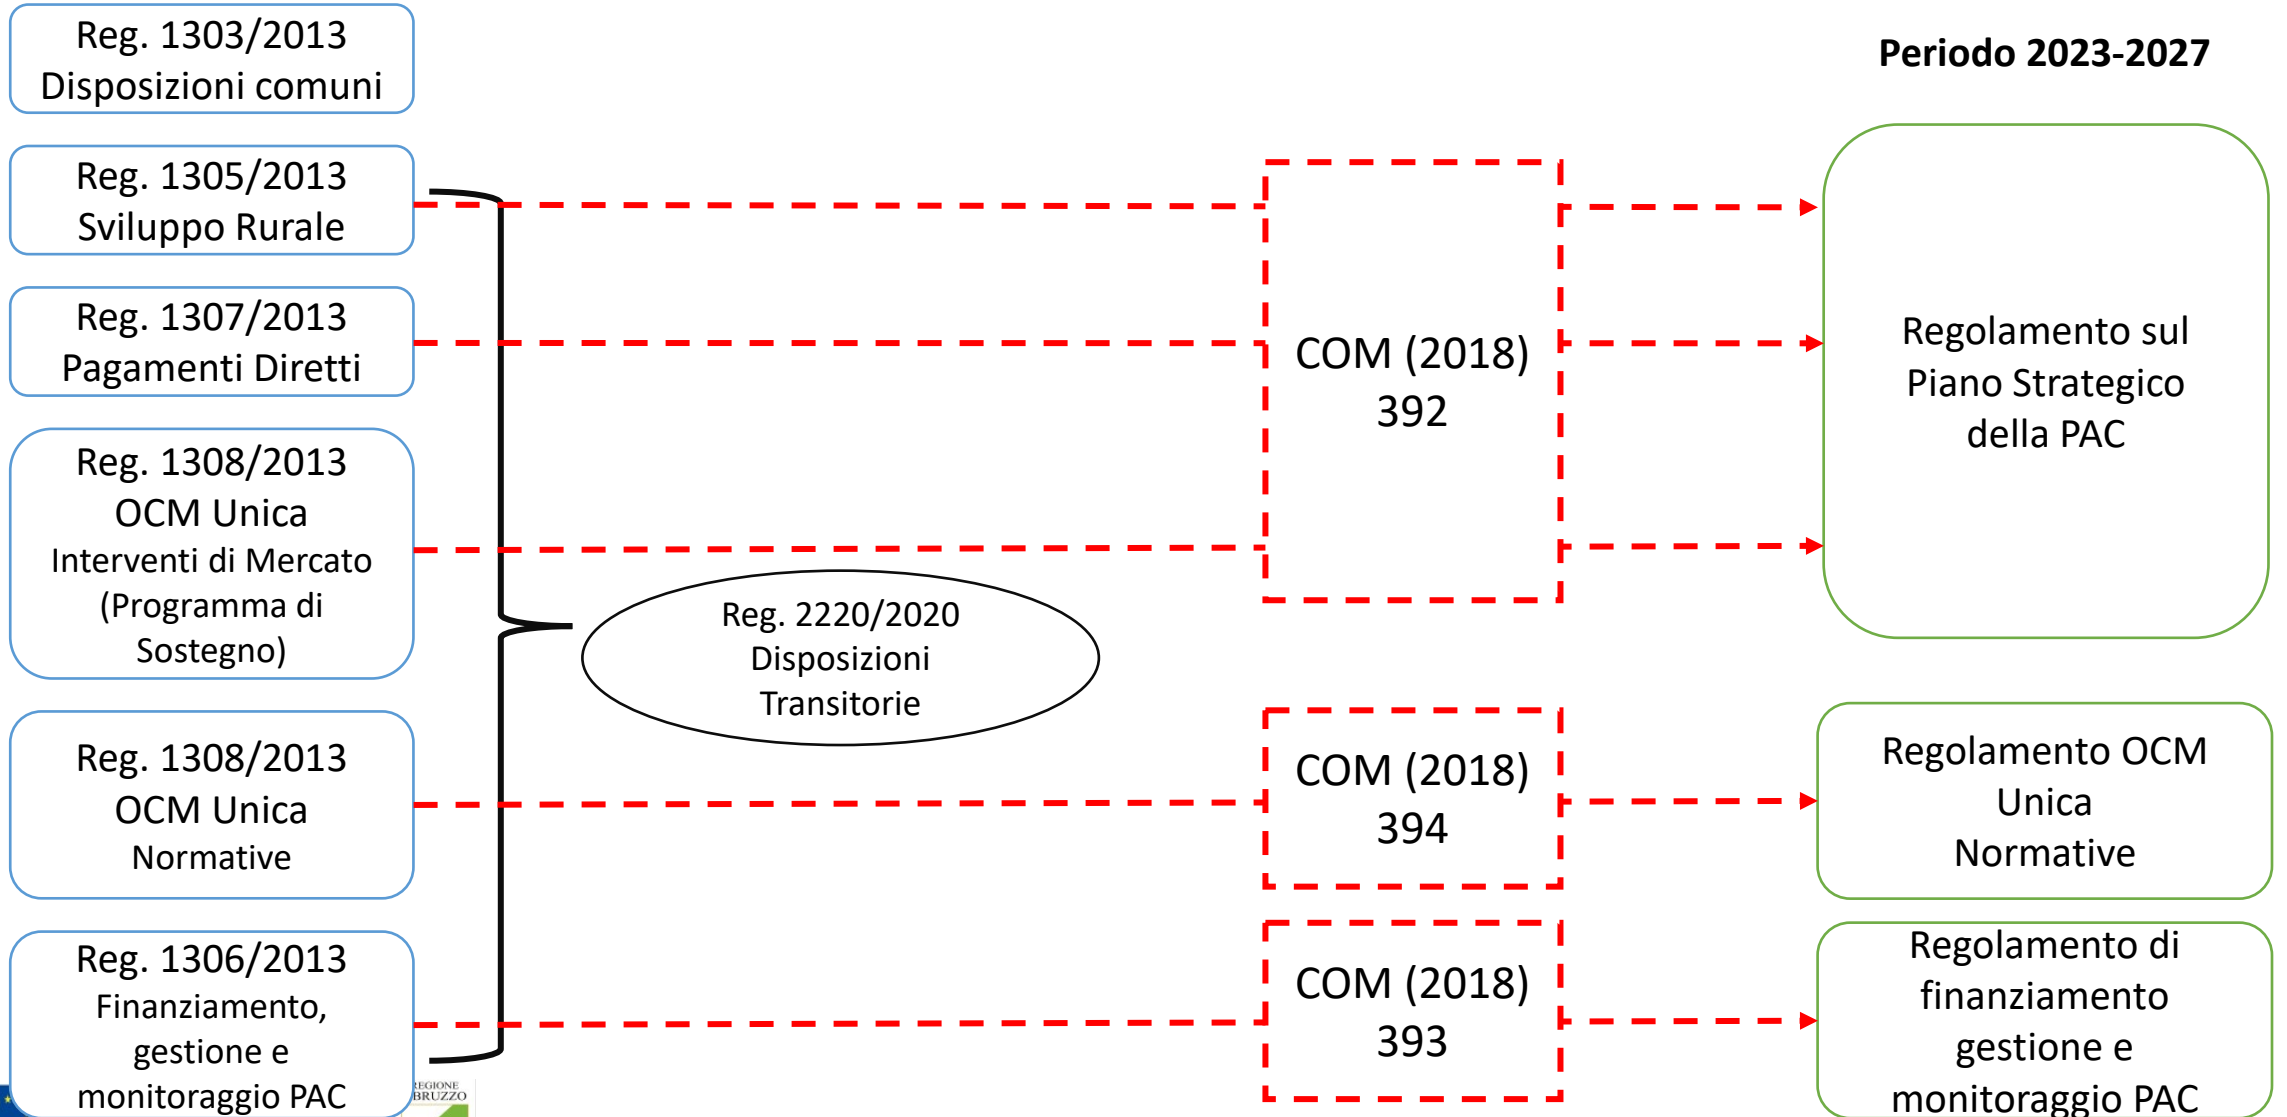 Reg. 1303/2013
Disposizioni comuni
Periodo 2023-2027
Reg. 1305/2013
Sviluppo Rurale
Reg. 1307/2013
Pagamenti Diretti
Reg. 1308/2013
OCM Unica
Interventi di Mercato
(Programma di
Sostegno)
Reg. 1308/2013
OCM Unica
Normative
Reg. 1306/2013
Finanziamento,
gestione e
monitoraggio PAC
Reg. 2220/2020
Disposizioni
Transitorie
COM (2018)
392
COM (2018)
394
COM (2018)
393
Regolamento sul
Piano Strategico
della PAC
Regolamento OCM
Unica
Normative
Regolamento di
finanziamento
gestione e
monitoraggio PAC